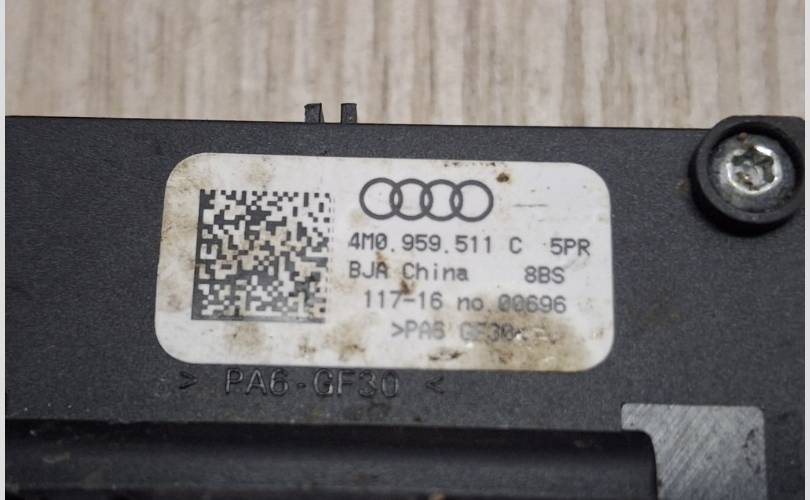 4M0.959.511 C 5PR
BJA China 8BS
117-16 no 00696
>PA6 GF30<
> PA6-GF30 <